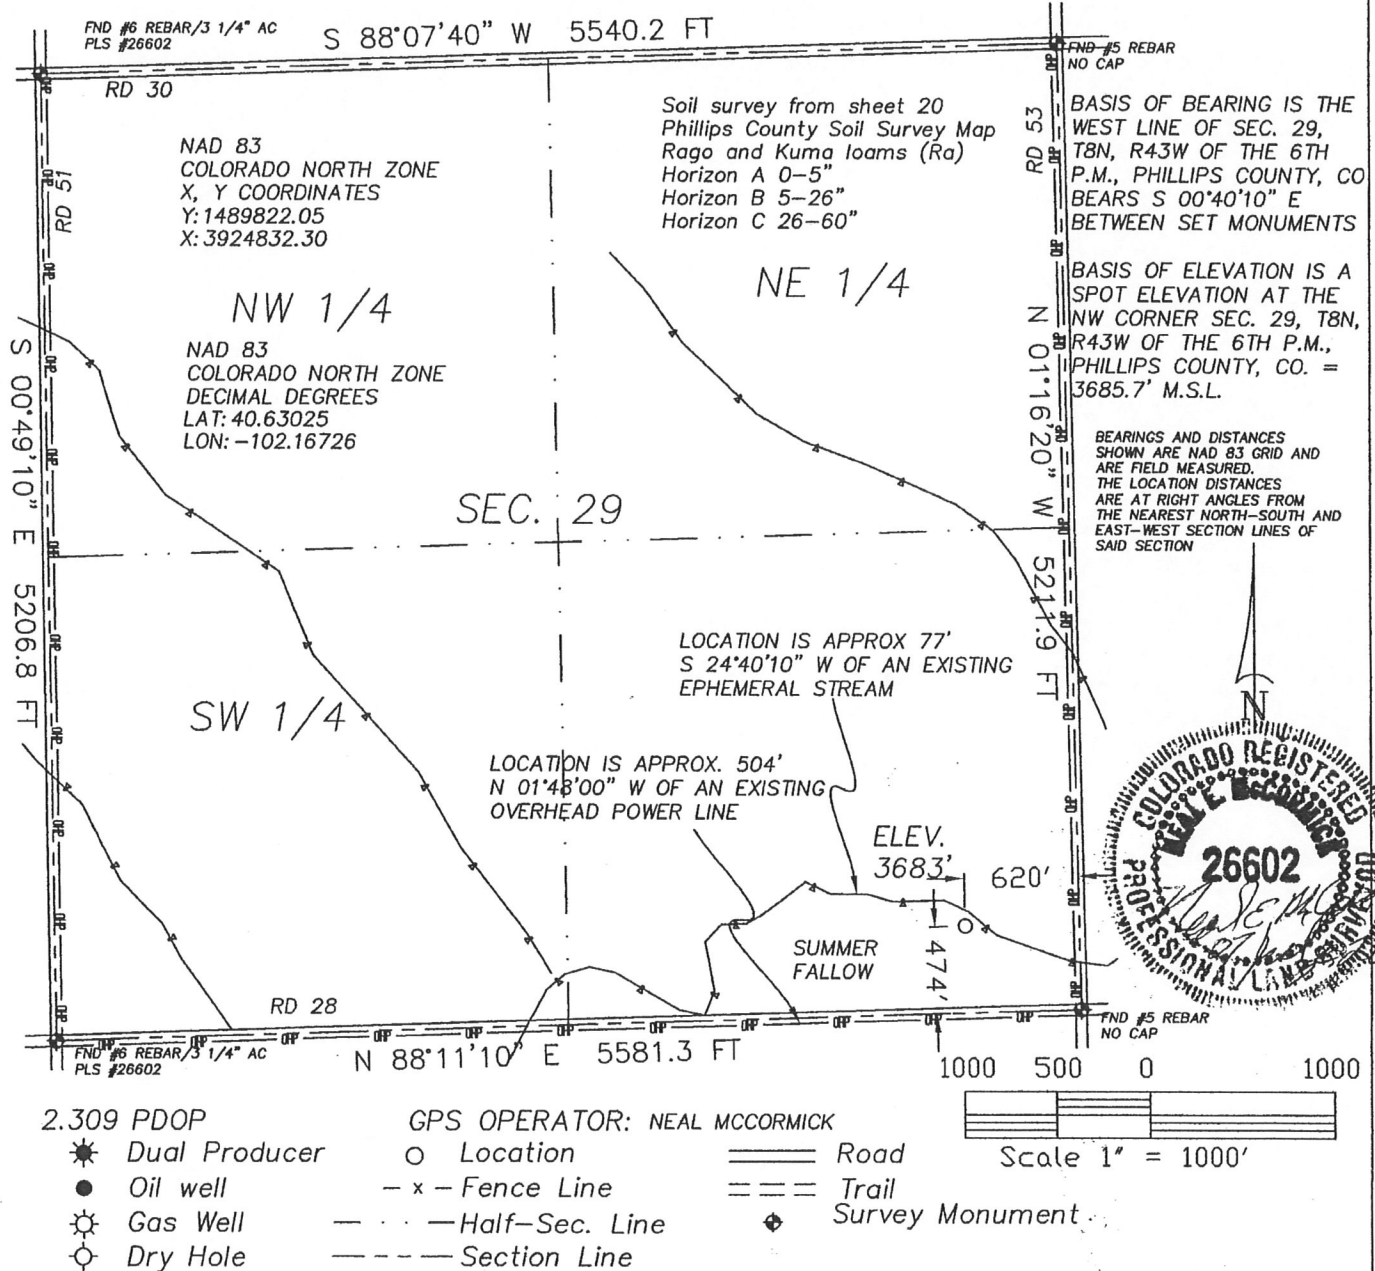 FND #6 REBAR/3 1/4" AC
PLS #26602
S 88°07'40" W 5540.2 FT
FND #5 REBAR
NO CAP
RD 30
RD 51
RD 53
NAD 83
COLORADO NORTH ZONE
X, Y COORDINATES
Y: 1489822.05
X: 3924832.30
Soil survey from sheet 20
Phillips County Soil Survey Map
Rago and Kuma loams (Ra)
Horizon A 0-5"
Horizon B 5-26"
Horizon C 26-60"
BASIS OF BEARING IS THE
WEST LINE OF SEC. 29,
T8N, R43W OF THE 6TH
P.M., PHILLIPS COUNTY, CO
BEARS S 00°40'10" E
BETWEEN SET MONUMENTS
NW 1/4
NE 1/4
BASIS OF ELEVATION IS A
SPOT ELEVATION AT THE
NW CORNER SEC. 29, T8N,
R43W OF THE 6TH P.M.,
PHILLIPS COUNTY, CO. =
3685.7' M.S.L.
NAD 83
COLORADO NORTH ZONE
DECIMAL DEGREES
LAT: 40.63025
LON: -102.16726
S 00°49'10" E 5206.8 FT
N 01°16'20" W 5211.9 FT
BEARINGS AND DISTANCES
SHOWN ARE NAD 83 GRID AND
ARE FIELD MEASURED.
THE LOCATION DISTANCES
ARE AT RIGHT ANGLES FROM
THE NEAREST NORTH-SOUTH AND
EAST-WEST SECTION LINES OF
SAID SECTION
SEC. 29
LOCATION IS APPROX 77'
S 24°40'10" W OF AN EXISTING
EPHEMERAL STREAM
SW 1/4
N
LOCATION IS APPROX. 504'
N 01°48'00" W OF AN EXISTING
OVERHEAD POWER LINE
COLORADO REGISTERED
NEAL E. McCORMICK
26602
PROFESSIONAL LAND SURVEYOR
ELEV.
3683'
620'
474'
SUMMER
FALLOW
RD 28
FND #6 REBAR/3 1/4" AC
PLS #26602
N 88°11'10" E 5581.3 FT
FND #5 REBAR
NO CAP
OHP
1000 500 0 1000
Scale 1" = 1000'
2.309 PDOP
GPS OPERATOR: NEAL MCCORMICK
Dual Producer
Location
Road
Oil well
- x - Fence Line
Trail
Gas Well
Half-Sec. Line
Survey Monument
Dry Hole
Section Line